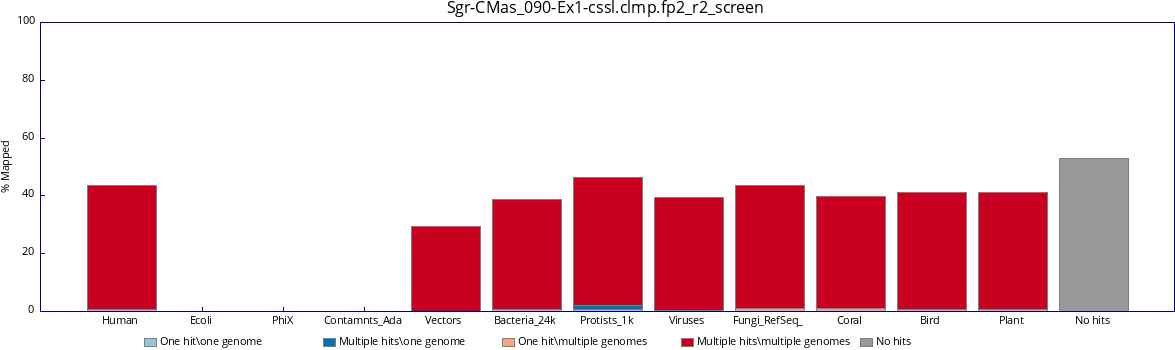 Sgr-CMas_090-Ex1-cssl.clmp.fp2_r2_screen
100
80
60
40
20
0
% Mapped
Human Ecoli PhiX Contamnts_Ada Vectors Bacteria_24k Protists_1k Viruses Fungi_RefSeq_ Coral Bird Plant No hits
One hit\one genome Multiple hits\one genome One hit\multiple genomes Multiple hits\multiple genomes No hits